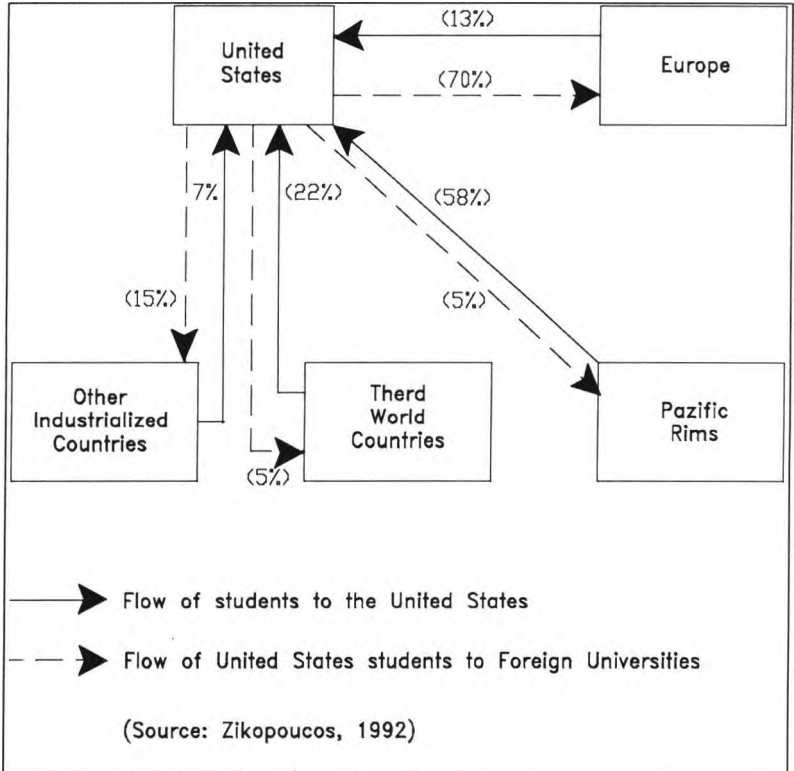 (13%)
United
States
Europe
(70%)
7%
(22%)
(58%)
(15%)
(5%)
Other
Industrialized
Countries
Therd
World
Countries
Pazific
Rims
(5%)
Flow of students to the United States
Flow of United States students to Foreign Universities
(Source: Zikopoucos, 1992)